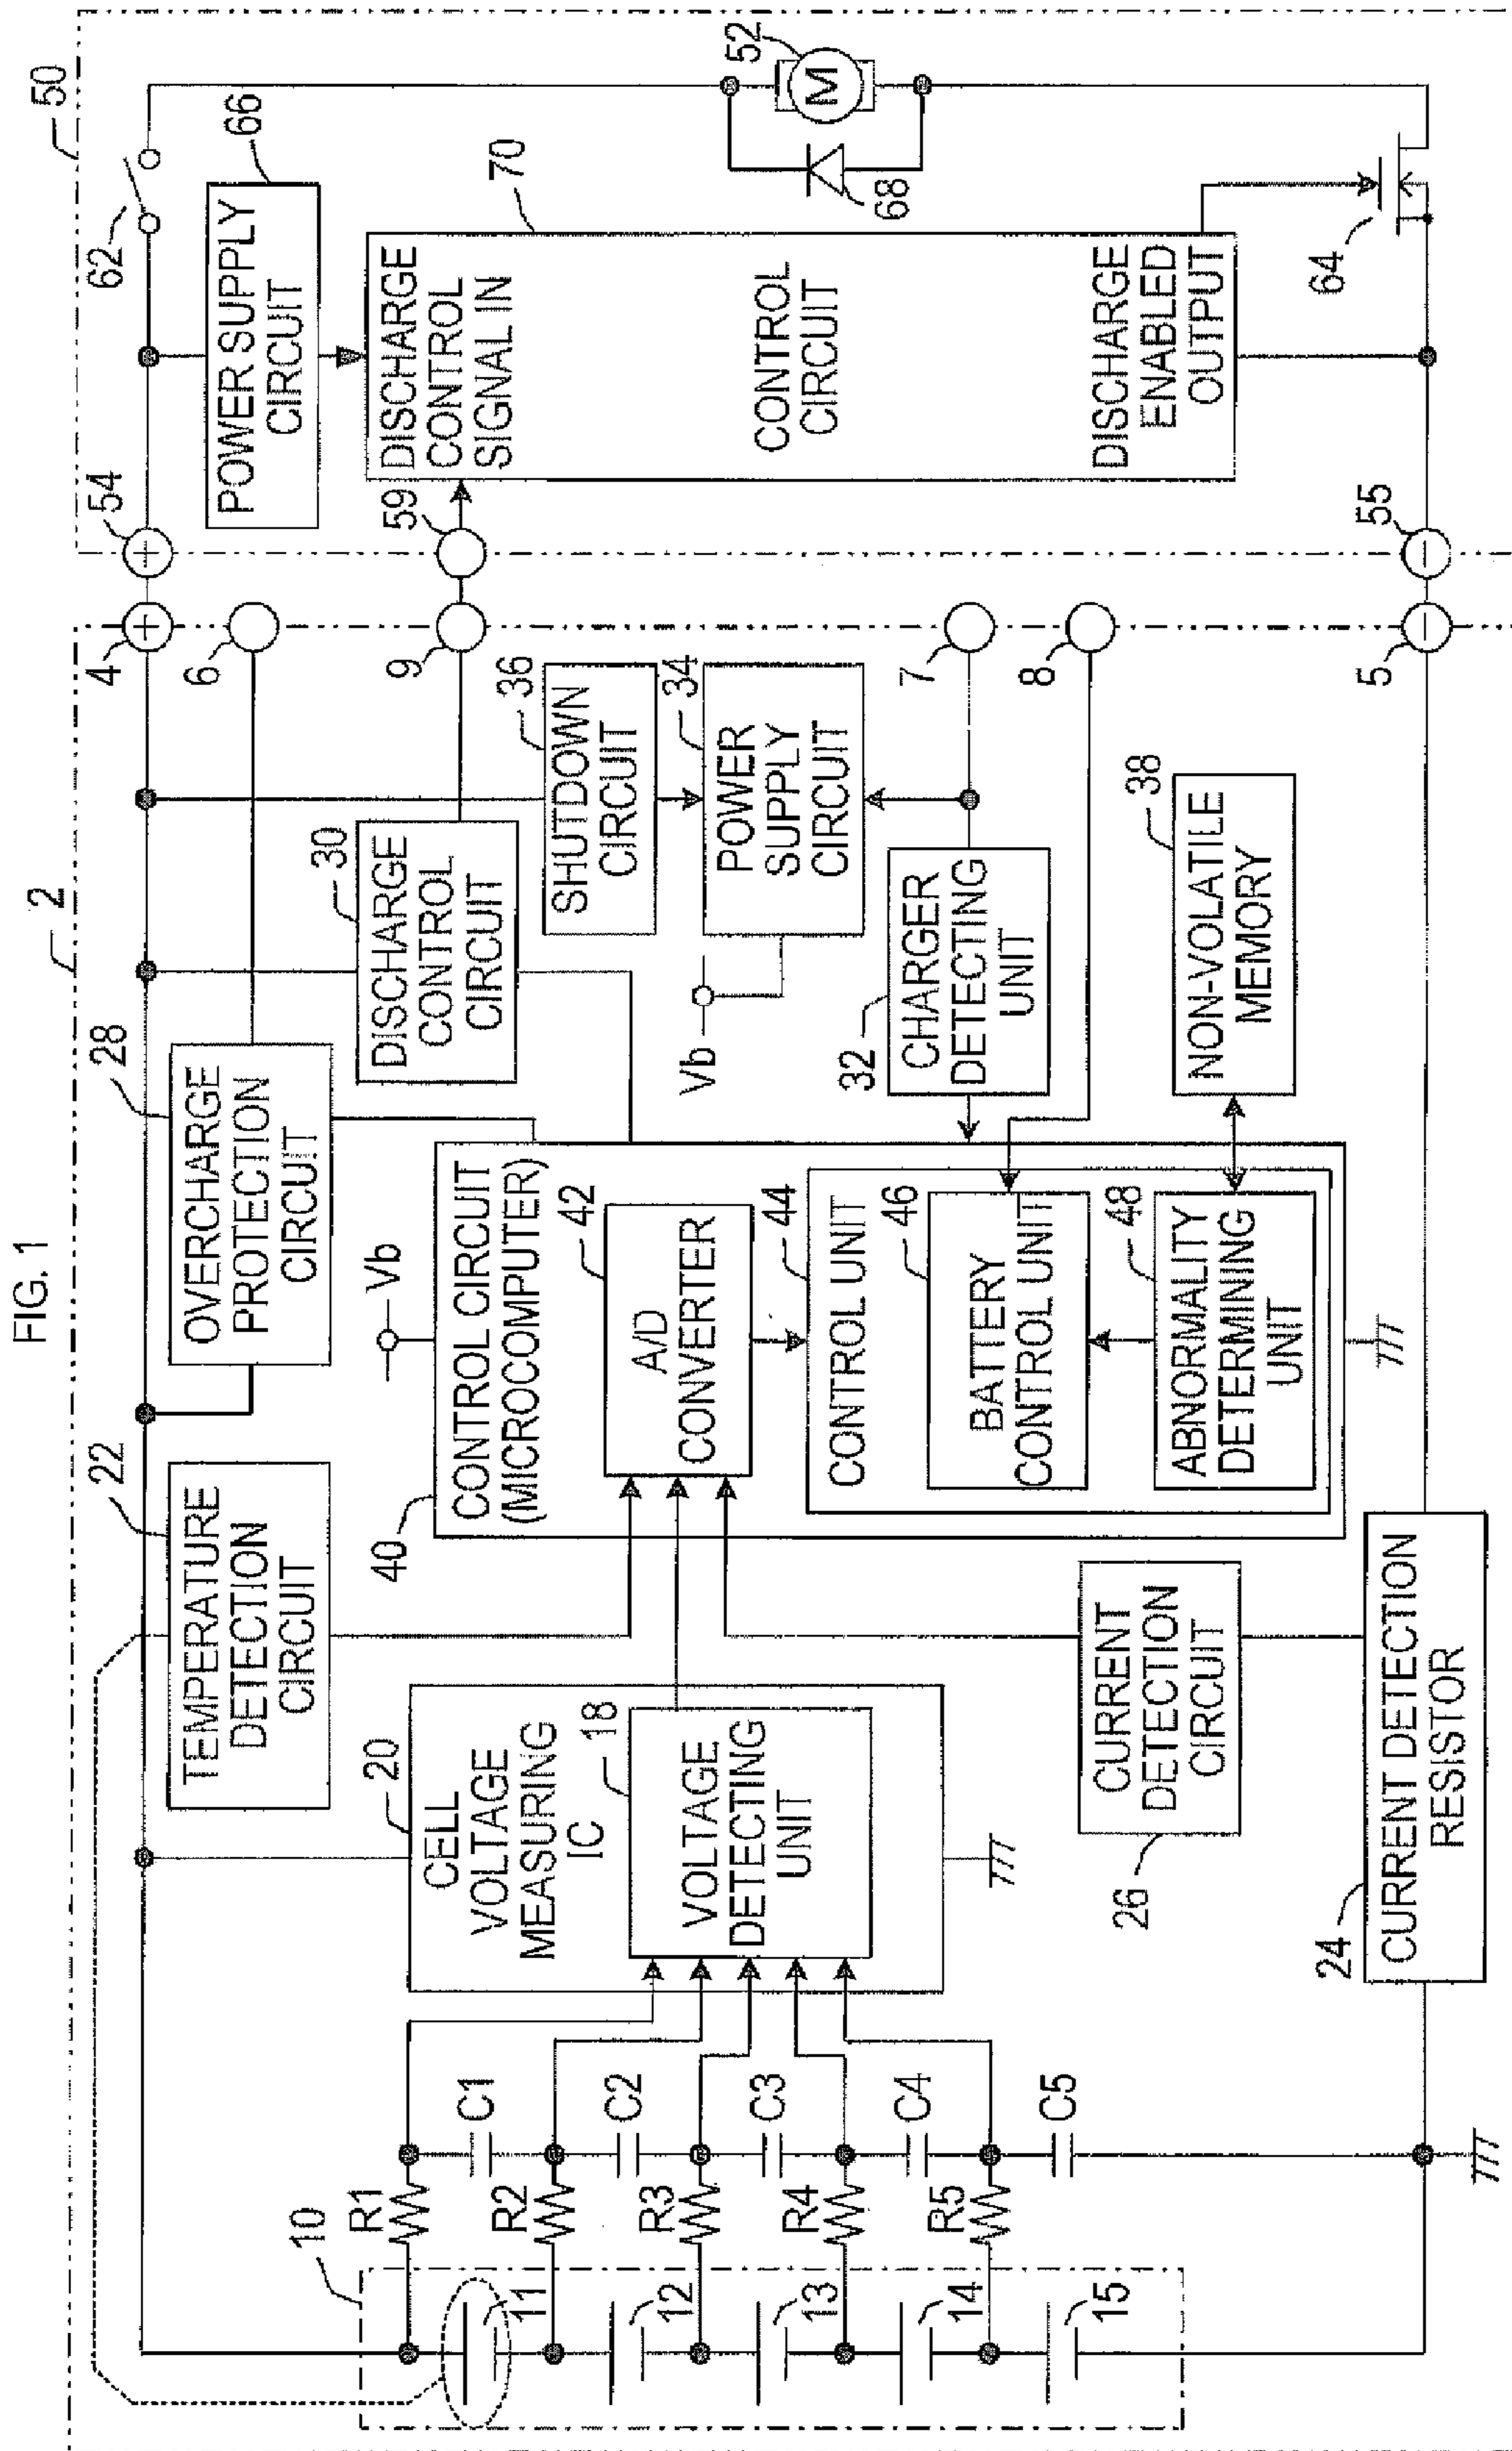 FIG. 1
2
50
4
54
62
6
22
TEMPERATURE
DETECTION
CIRCUIT
28
OVERCHARGE
PROTECTION
CIRCUIT
66
POWER SUPPLY
CIRCUIT
30
DISCHARGE
CONTROL
CIRCUIT
9
59
70
DISCHARGE
CONTROL
SIGNAL IN
CONTROL
CIRCUIT
DISCHARGE
ENABLED
OUTPUT
Vb
36
SHUTDOWN
CIRCUIT
34
POWER
SUPPLY
CIRCUIT
Vb
7
8
32
CHARGER
DETECTING
UNIT
38
NON-VOLATILE
MEMORY
40
CONTROL CIRCUIT
(MICROCOMPUTER)
42
A/D
CONVERTER
44
CONTROL UNIT
46
BATTERY
CONTROL UNIT
48
ABNORMALITY
DETERMINING
UNIT
20
CELL
VOLTAGE
MEASURING
IC
18
VOLTAGE
DETECTING
UNIT
10
R1
C1
11
R2
C2
12
R3
C3
13
R4
C4
14
R5
C5
15
26
CURRENT
DETECTION
CIRCUIT
24
CURRENT DETECTION
RESISTOR
5
55
52
M
68
64